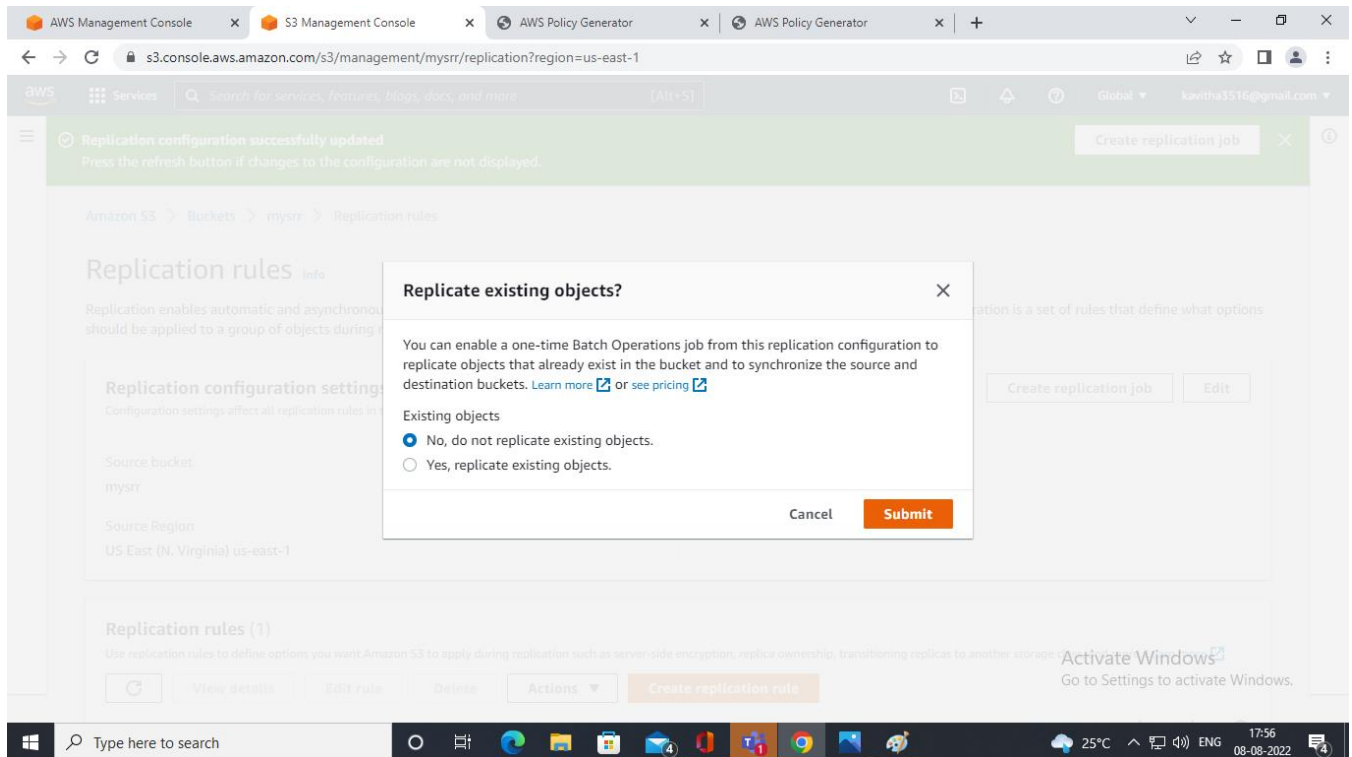 AWS Management Console
S3 Management Console
AWS Policy Generator
AWS Policy Generator
s3.console.aws.amazon.com/s3/management/mysrr/replication?region=us-east-1
aws
Services
Search for services, features, blogs, docs, and more
[Alt+S]
Global
kavitha3516@gmail.com
Replication configuration successfully updated
Press the refresh button if changes to the configuration are not displayed.
Create replication job
Amazon S3 > Buckets > mysrr > Replication rules
Replication rules Info
Replication enables automatic and asynchronou
ation is a set of rules that define what options
should be applied to a group of objects during
Replication configuration settings
Configuration settings affect all replication rules in
Create replication job
Edit
Source bucket
mysrr
Source Region
US East (N. Virginia) us-east-1
Replicate existing objects?
You can enable a one-time Batch Operations job from this replication configuration to
replicate objects that already exist in the bucket and to synchronize the source and
destination buckets. Learn more or see pricing
Existing objects
No, do not replicate existing objects.
Yes, replicate existing objects.
Cancel
Submit
Replication rules (1)
Use replication rules to define options you want Amazon S3 to apply during replication such as server-side encryption, replica ownership, transitioning replicas to another storage
View details
Edit rule
Delete
Actions
Create replication rule
Activate Windows
Go to Settings to activate Windows.
Type here to search
4
1
25°C
ENG
17:56
08-08-2022
4